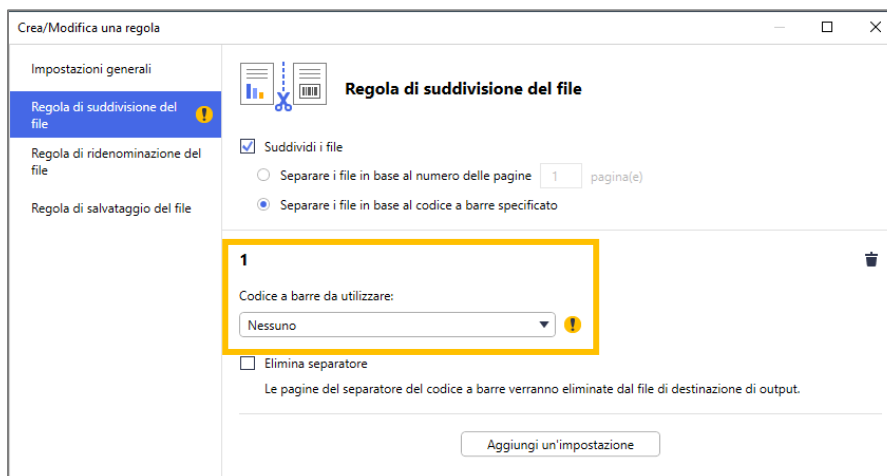 Crea/Modifica una regola
Impostazioni generali
Regola di suddivisione del
file
Regola di ridenominazione del
file
Regola di salvataggio del file
Regola di suddivisione del file
Suddividi i file
Separare i file in base al numero delle pagine 1 pagina(e)
Separare i file in base al codice a barre specificato
1
Codice a barre da utilizzare:
Nessuno
Elimina separatore
Le pagine del separatore del codice a barre verranno eliminate dal file di destinazione di output.
Aggiungi un'impostazione